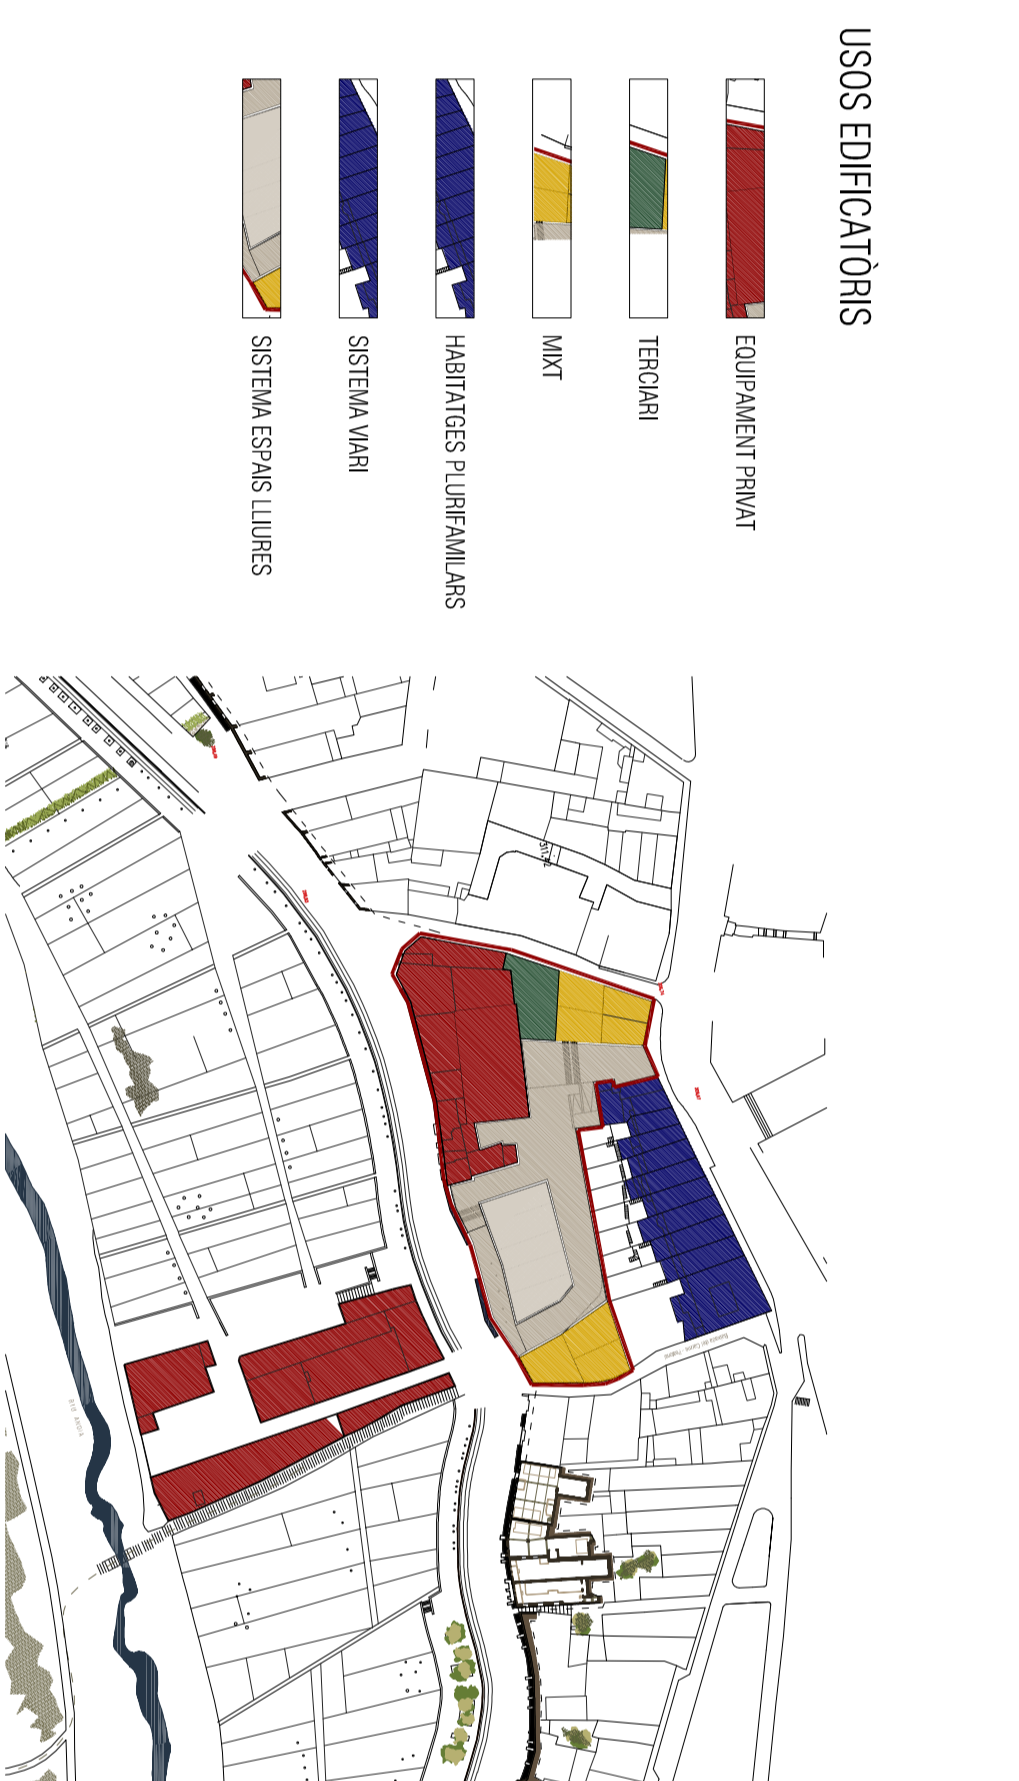 USOS EDIFICATÒRIS
EQUIPAMENT PRIVAT
TERCIARI
MIXT
HABITATGES PLURIFAMILARS
SISTEMA VIARI
SISTEMA ESPAIS LLIURES